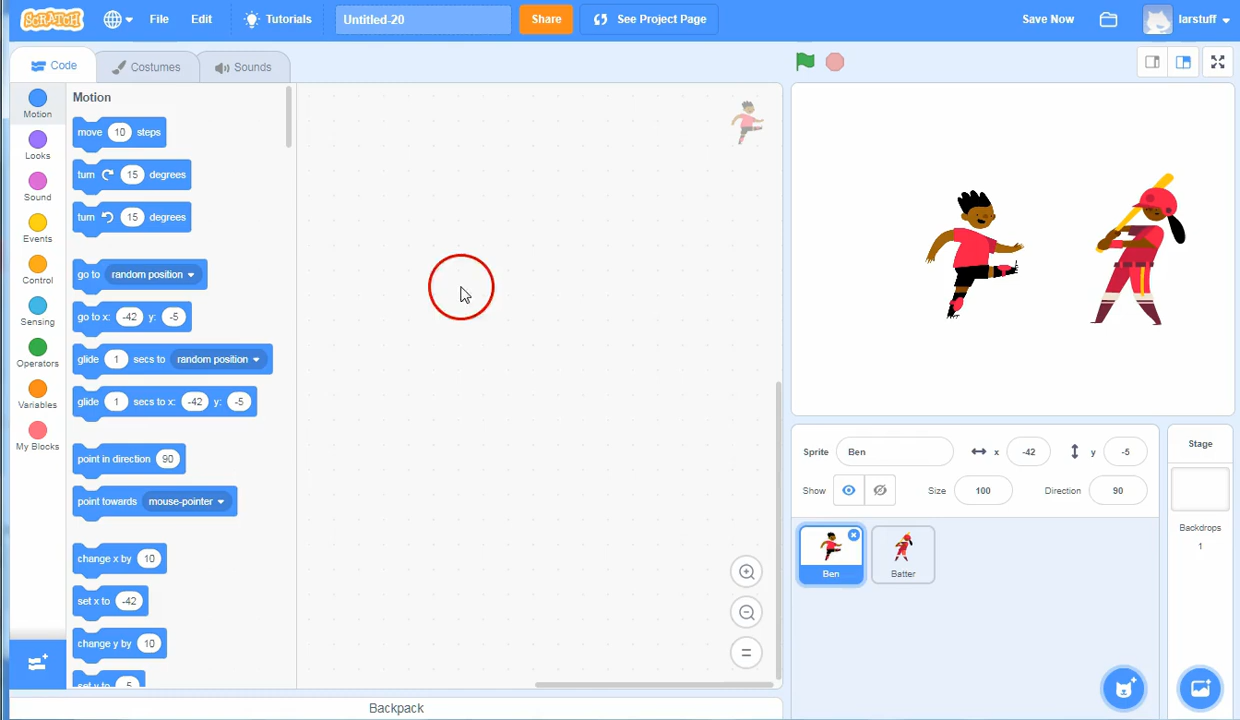 SCRATCH File Edit Tutorials Untitled-20 Share See Project Page Save Now larstuff
Code Costumes Sounds
Motion
Looks
Sound
Events
Control
Sensing
Operators
Variables
My Blocks
Motion
move 10 steps
turn 15 degrees
turn 15 degrees
go to random position
go to x: -42 y: -5
glide 1 secs to random position
glide 1 secs to x: -42 y: -5
point in direction 90
point towards mouse-pointer
change x by 10
set x to -42
change y by 10
set y to -5
Backpack
Sprite Ben x -42 y -5
Show Size 100 Direction 90
Ben Batter
Stage
Backdrops
1